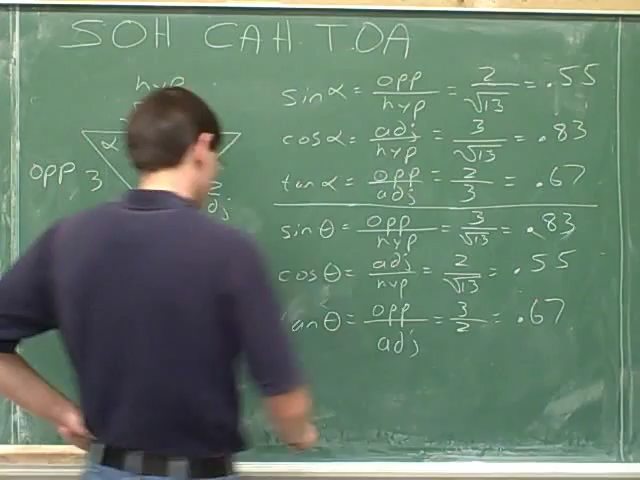 SOH CAH TOA
hyp
α
opp 3
2
sin α = opp/hyp = 2/√13 = .55
cos α = adj/hyp = 3/√13 = .83
tan α = opp/adj = 2/3 = .67
sin θ = opp/hyp = 3/√13 = .83
cos θ = adj/hyp = 2/√13 = .55
an θ = opp/adj = 3/2 = .67